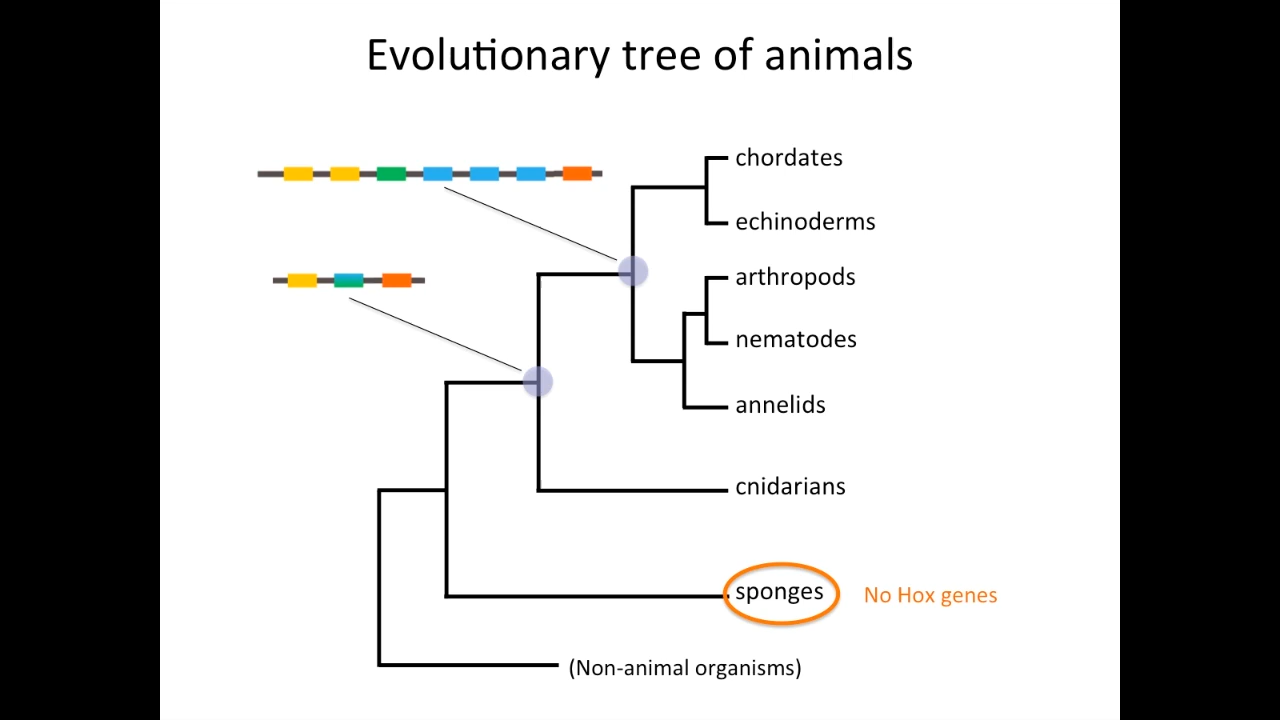 Evolutionary tree of animals
chordates
echinoderms
arthropods
nematodes
annelids
cnidarians
sponges
No Hox genes
(Non-animal organisms)